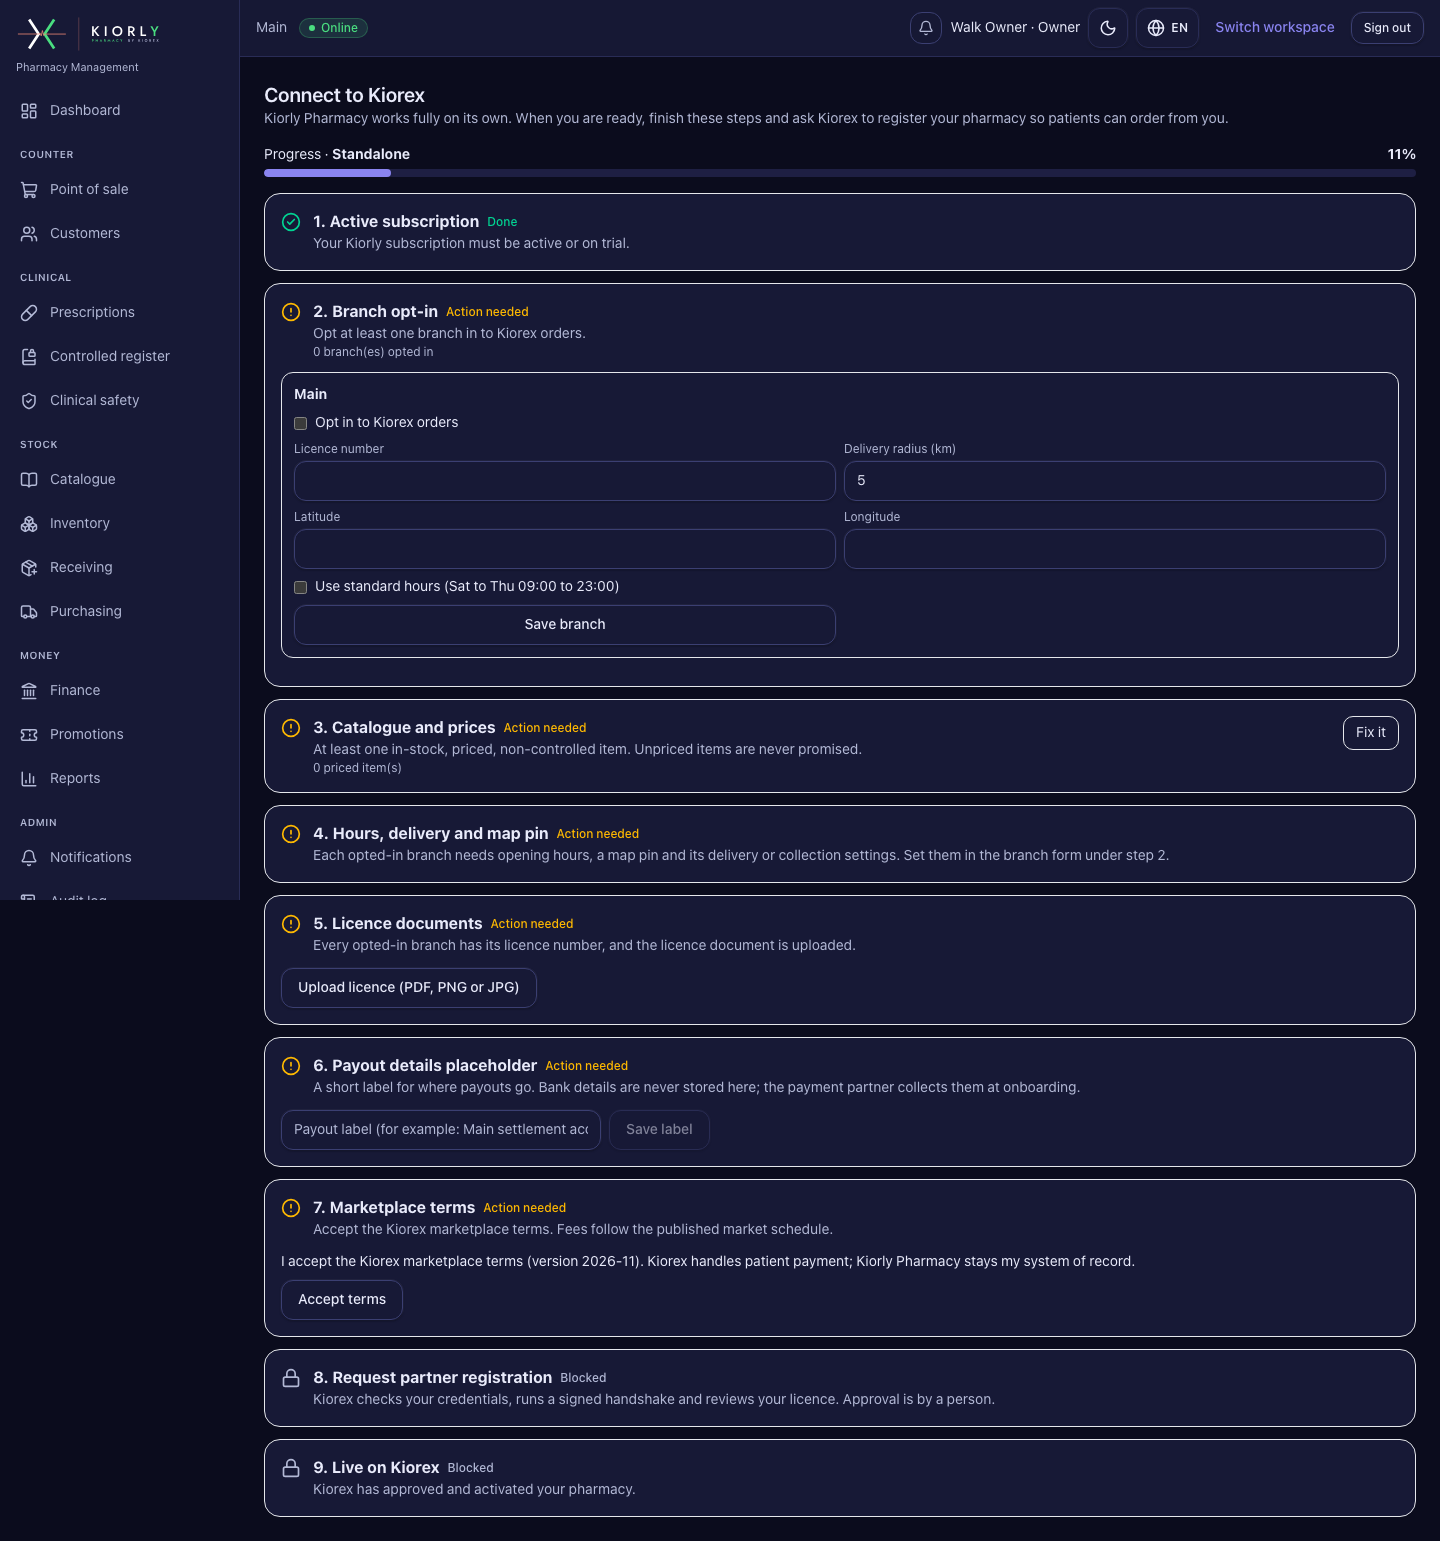 KIORLY
PHARMACY BY KIOREX
Pharmacy Management
Dashboard
COUNTER
Point of sale
Customers
CLINICAL
Prescriptions
Controlled register
Clinical safety
STOCK
Catalogue
Inventory
Receiving
Purchasing
MONEY
Finance
Promotions
Reports
ADMIN
Notifications
Audit log
Main
Online
Walk Owner · Owner
EN
Switch workspace
Sign out
Connect to Kiorex
Kiorly Pharmacy works fully on its own. When you are ready, finish these steps and ask Kiorex to register your pharmacy so patients can order from you.
Progress · Standalone
11%
1. Active subscription Done
Your Kiorly subscription must be active or on trial.
2. Branch opt-in Action needed
Opt at least one branch in to Kiorex orders.
0 branch(es) opted in
Main
Opt in to Kiorex orders
Licence number
Delivery radius (km)
5
Latitude
Longitude
Use standard hours (Sat to Thu 09:00 to 23:00)
Save branch
3. Catalogue and prices Action needed
At least one in-stock, priced, non-controlled item. Unpriced items are never promised.
0 priced item(s)
Fix it
4. Hours, delivery and map pin Action needed
Each opted-in branch needs opening hours, a map pin and its delivery or collection settings. Set them in the branch form under step 2.
5. Licence documents Action needed
Every opted-in branch has its licence number, and the licence document is uploaded.
Upload licence (PDF, PNG or JPG)
6. Payout details placeholder Action needed
A short label for where payouts go. Bank details are never stored here; the payment partner collects them at onboarding.
Payout label (for example: Main settlement acc
Save label
7. Marketplace terms Action needed
Accept the Kiorex marketplace terms. Fees follow the published market schedule.
I accept the Kiorex marketplace terms (version 2026-11). Kiorex handles patient payment; Kiorly Pharmacy stays my system of record.
Accept terms
8. Request partner registration Blocked
Kiorex checks your credentials, runs a signed handshake and reviews your licence. Approval is by a person.
9. Live on Kiorex Blocked
Kiorex has approved and activated your pharmacy.